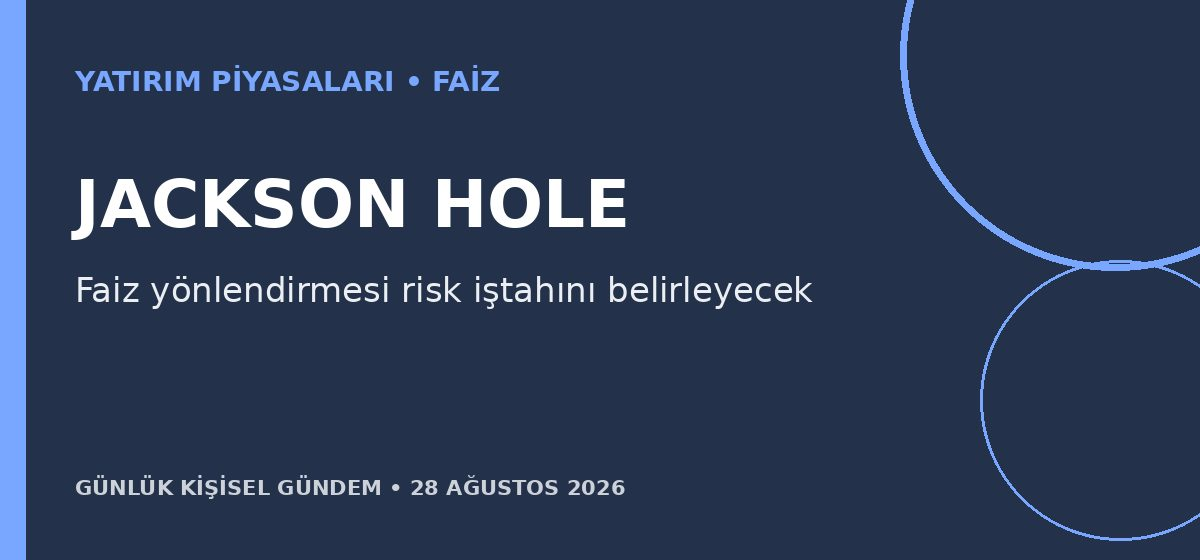 YATIRIM PİYASALARI • FAİZ
JACKSON HOLE
Faiz yönlendirmesi risk iştahını belirleyecek
GÜNLÜK KİŞİSEL GÜNDEM • 28 AĞUSTOS 2026